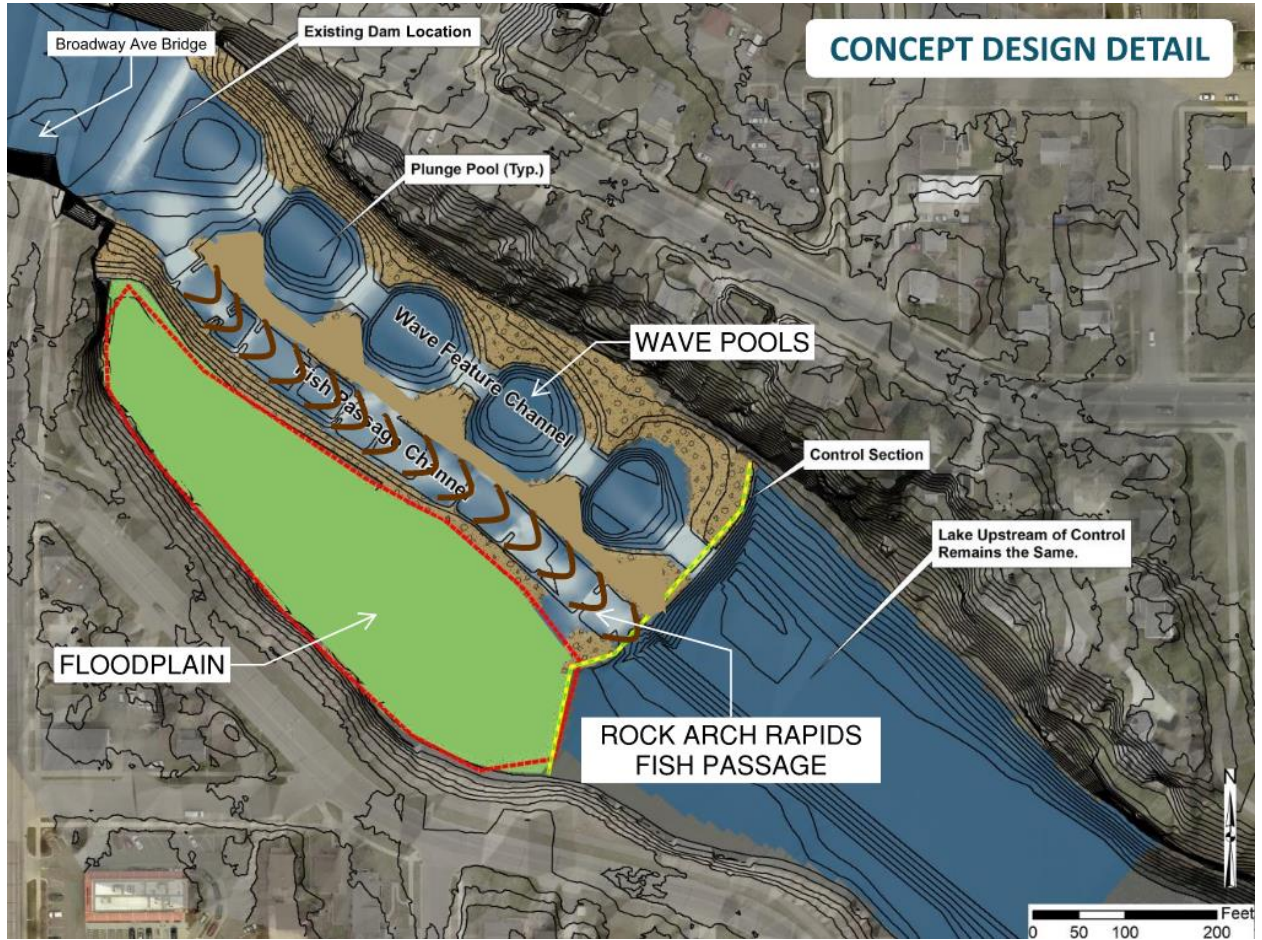 CONCEPT DESIGN DETAIL
Existing Dam Location
Broadway Ave Bridge
Plunge Pool (Typ.)
WAVE POOLS
Wave Feature Channel
Fish Passage Channel
Control Section
Lake Upstream of Control
Remains the Same.
FLOODPLAIN
ROCK ARCH RAPIDS
FISH PASSAGE
N
Feet
0 50 100 200